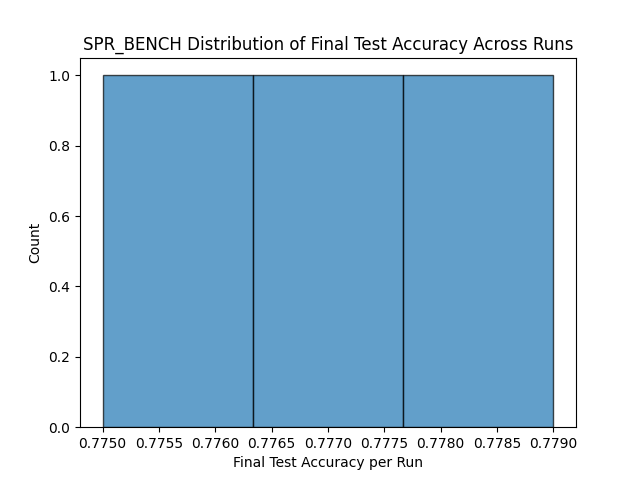 SPR_BENCH Distribution of Final Test Accuracy Across Runs
Count
1.0
0.8
0.6
0.4
0.2
0.0
0.7750 0.7755 0.7760 0.7765 0.7770 0.7775 0.7780 0.7785 0.7790
Final Test Accuracy per Run